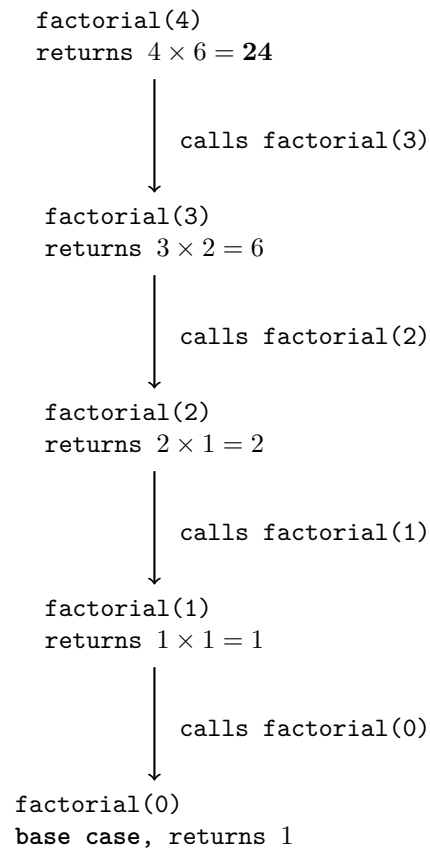 factorial(4)
returns 4 × 6 = 24
calls factorial(3)
factorial(3)
returns 3 × 2 = 6
calls factorial(2)
factorial(2)
returns 2 × 1 = 2
calls factorial(1)
factorial(1)
returns 1 × 1 = 1
calls factorial(0)
factorial(0)
base case, returns 1